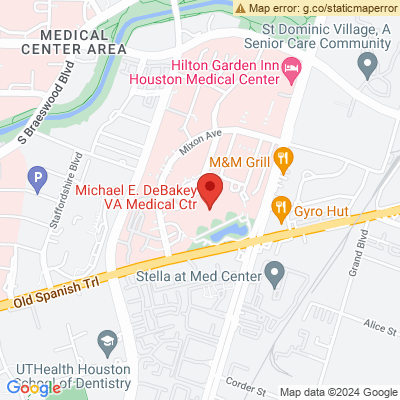 Map error: g.co/staticmaperror
MEDICAL
CENTER AREA
St Dominic Village, A
Senior Care Community
Hilton Garden Inn
Houston Medical Center
S Braeswood Blvd
Mixon Ave
M&M Grill
P
Staffordshire Blvd
Michael E. DeBakey
VA Medical Ctr
Gyro Hut
Grand Blvd
Old Spanish Trl
Stella at Med Center
Alice St
UTHealth Houston
School of Dentistry
Corder St
Google
Map data ©2024 Google